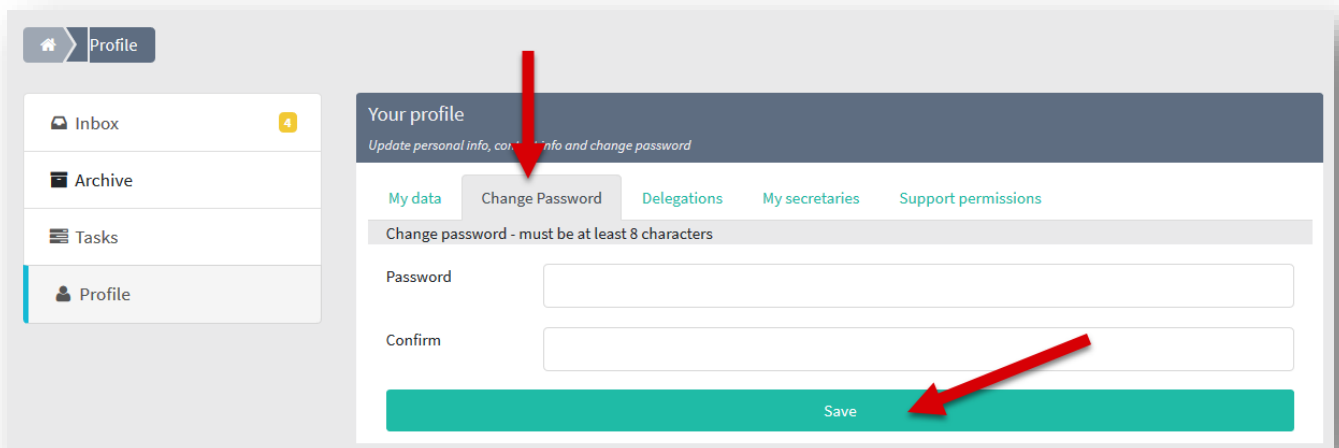 Profile
Inbox 4
Archive
Tasks
Profile
Your profile
Update personal info, info and change password
My data Change Password Delegations My secretaries Support permissions
Change password - must be at least 8 characters
Password
Confirm
Save